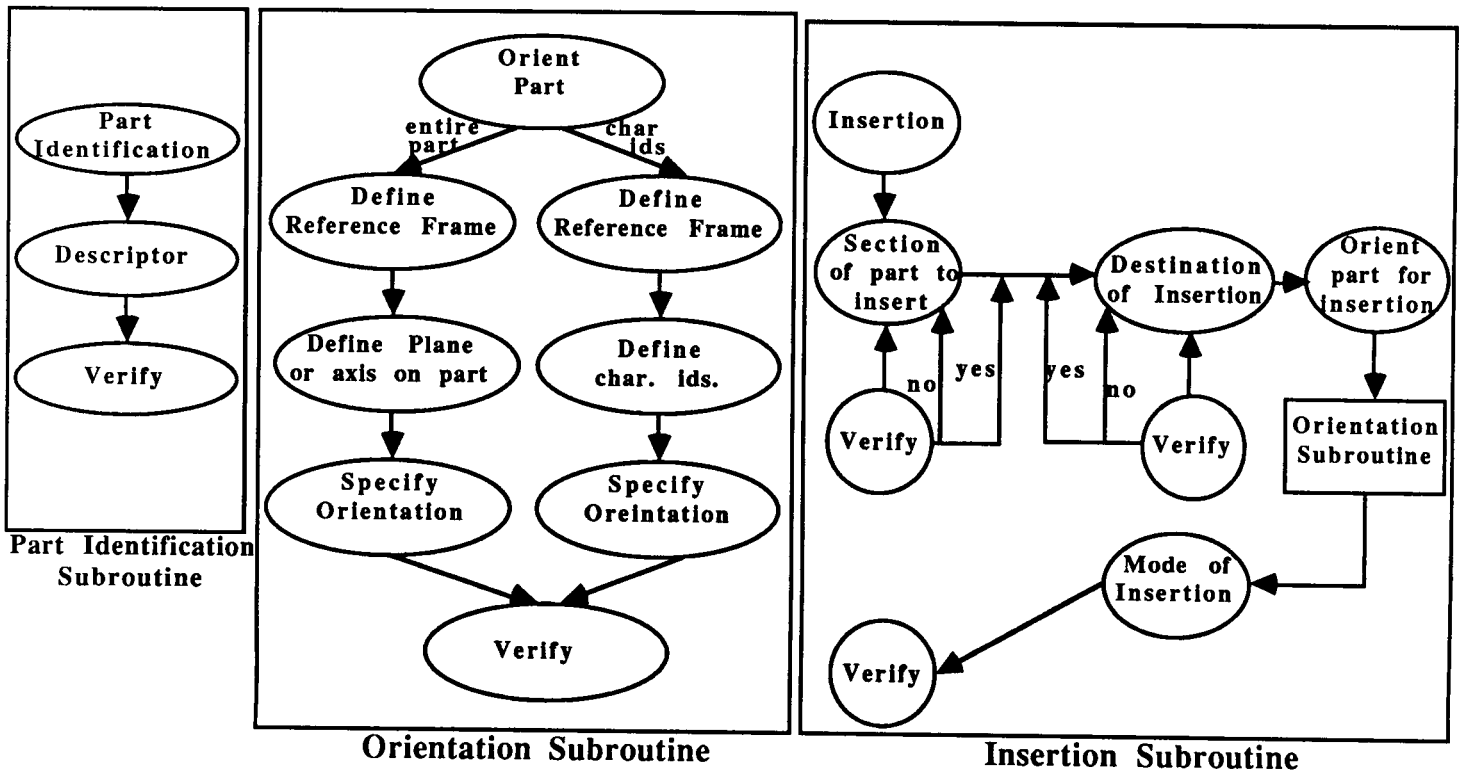 Part
Identification
Descriptor
Verify
Part Identification
Subroutine
Orient
Part
entire
part
char
ids
Define
Reference Frame
Define
Reference Frame
Define Plane
or axis on part
Define
char. ids.
Specify
Orientation
Specify
Oreintation
Verify
Orientation Subroutine
Insertion
Section
of part to
insert
Destination
of Insertion
Orient
part for
insertion
no
yes
yes
no
Verify
Verify
Orientation
Subroutine
Mode of
Insertion
Verify
Insertion Subroutine